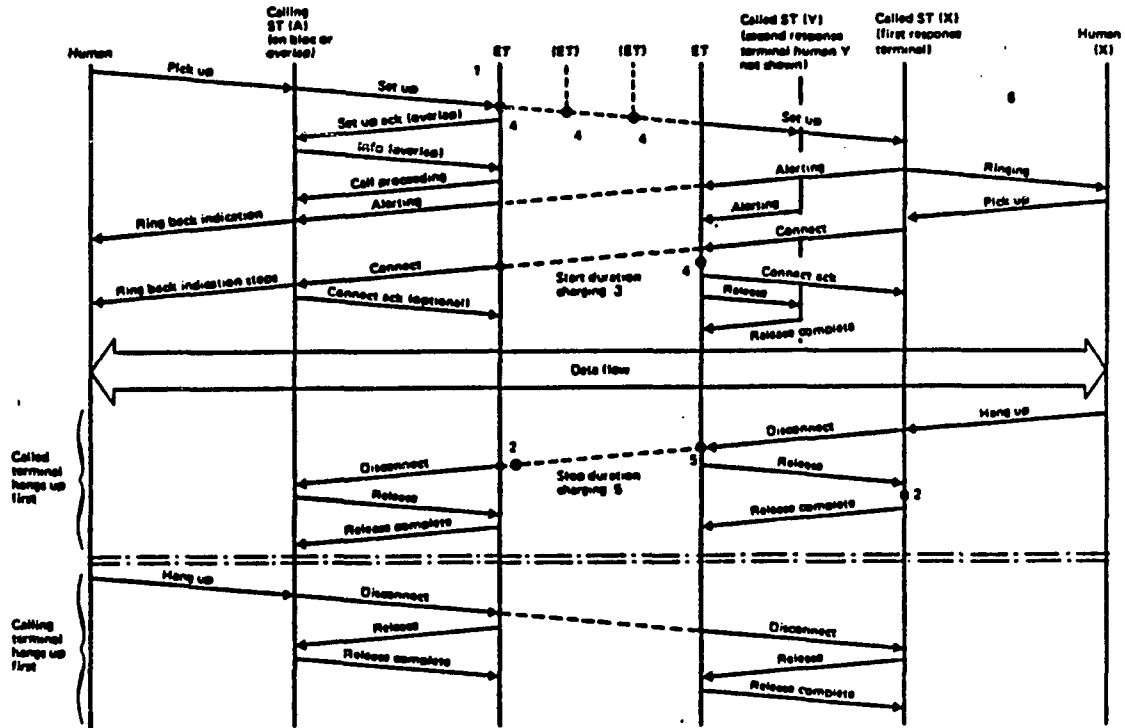 Calling
ST (A)
(en bloc or
overlap)
Human
ET
(ET)
(ET)
ET
Called ST (Y)
(second response
terminal human Y
not shown)
Called ST (X)
(first response
terminal)
Human
(X)
Pick up
1
Set up
6
Set up ack (overlap)
4
4
4
Set up
Info (overlap)
Call proceeding
Alerting
Ringing
Ring back indication
Alerting
Alerting
Pick up
Connect
Connect
Start duration
charging 3
4
Connect ack
Ring back indication stops
Connect ack (optional)
Release
Release complete
Data flow
Hang up
Disconnect
Called
terminal
hangs up
first
Disconnect
2
Stop duration
charging 5
5
Release
Release
2
Release complete
Release complete
Hang up
Disconnect
Calling
terminal
hangs up
first
Release
Disconnect
Release complete
Release
Release complete